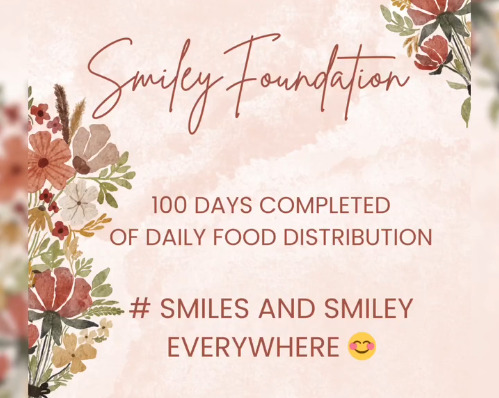 Smiley Foundation
100 DAYS COMPLETED
OF DAILY FOOD DISTRIBUTION
# SMILES AND SMILEY
EVERYWHERE 😊